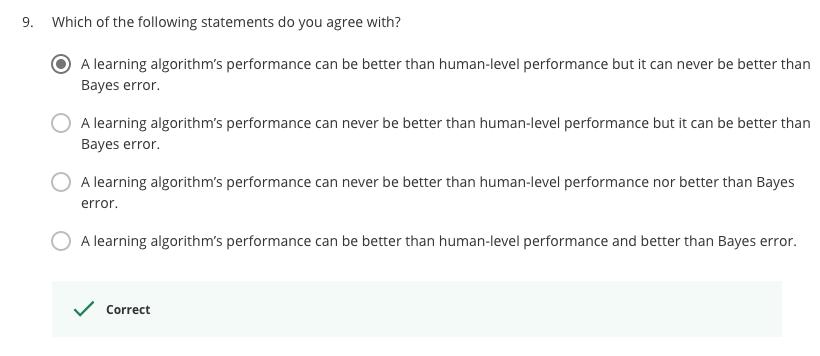 9. Which of the following statements do you agree with?
A learning algorithm's performance can be better than human-level performance but it can never be better than
Bayes error.
A learning algorithm's performance can never be better than human-level performance but it can be better than
Bayes error.
A learning algorithm's performance can never be better than human-level performance nor better than Bayes
error.
A learning algorithm's performance can be better than human-level performance and better than Bayes error.
Correct